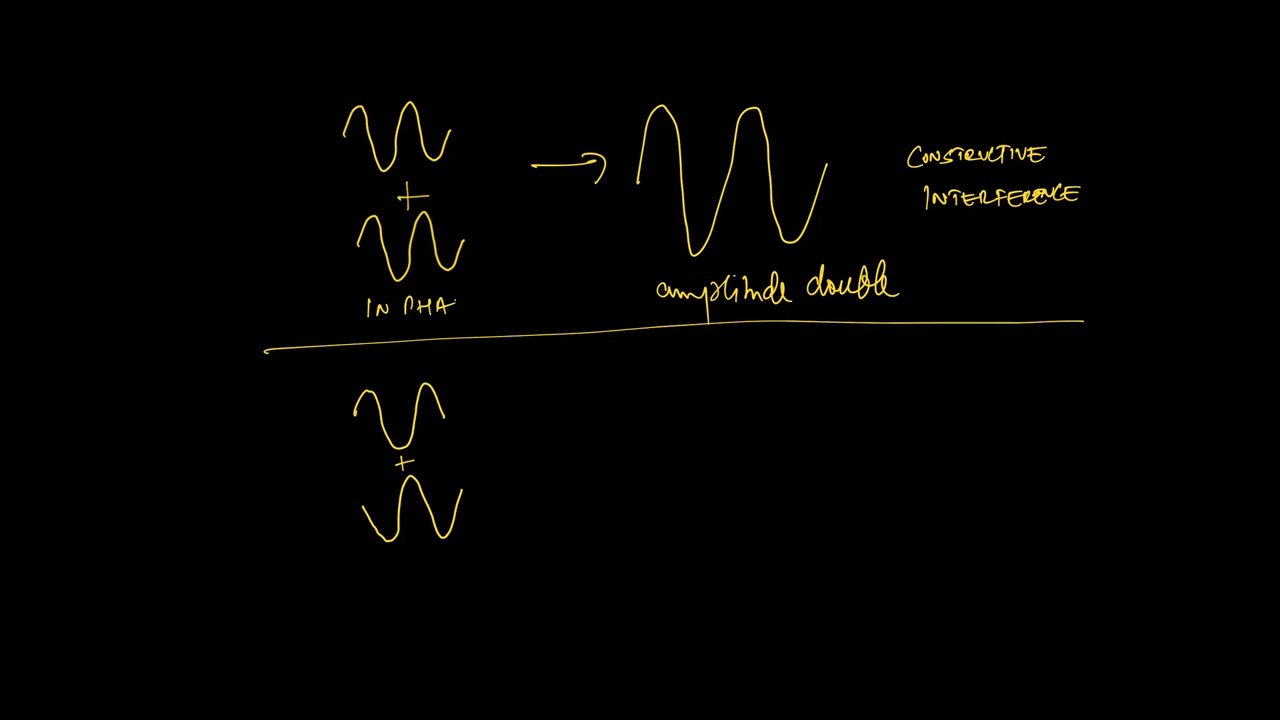 +
CONSTRUCTIVE
INTERFERENCE
IN PHA
amplitude double
+